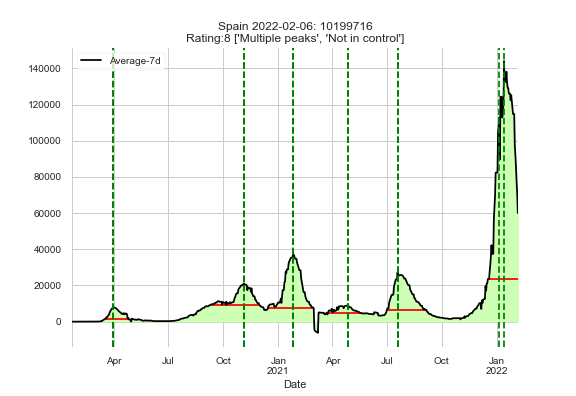 Spain 2022-02-06: 10199716
Rating:8 ['Multiple peaks', 'Not in control']
Average-7d
140000
120000
100000
80000
60000
40000
20000
0
Apr Jul Oct Jan Apr Jul Oct Jan
2021 2022
Date